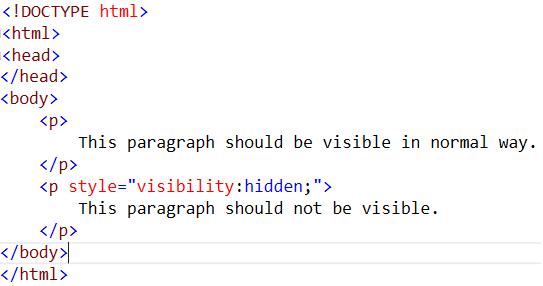 <!DOCTYPE html>
<html>
<head>
</head>
<body>
    <p>
        This paragraph should be visible in normal way.
    </p>
    <p style="visibility:hidden;">
        This paragraph should not be visible.
    </p>
</body>
</html>